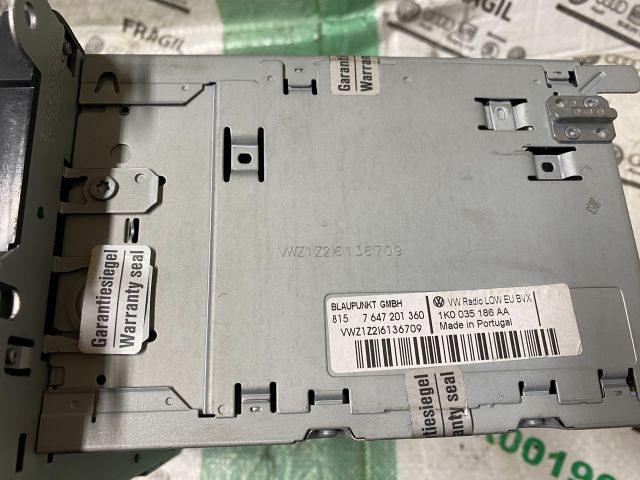 FRAGIL
FRÁGIL
Garantiesiegel
Warranty seal
Garantiesiegel
Warranty seal
VWZ1Z2I6136709
BLAUPUNKT GMBH
815 7 647 201 360
VWZ1Z2I6136709
VW Radio LOW EU BVX
1K0 035 186 AA
Made in Portugal
Garantiesiegel
Warranty seal